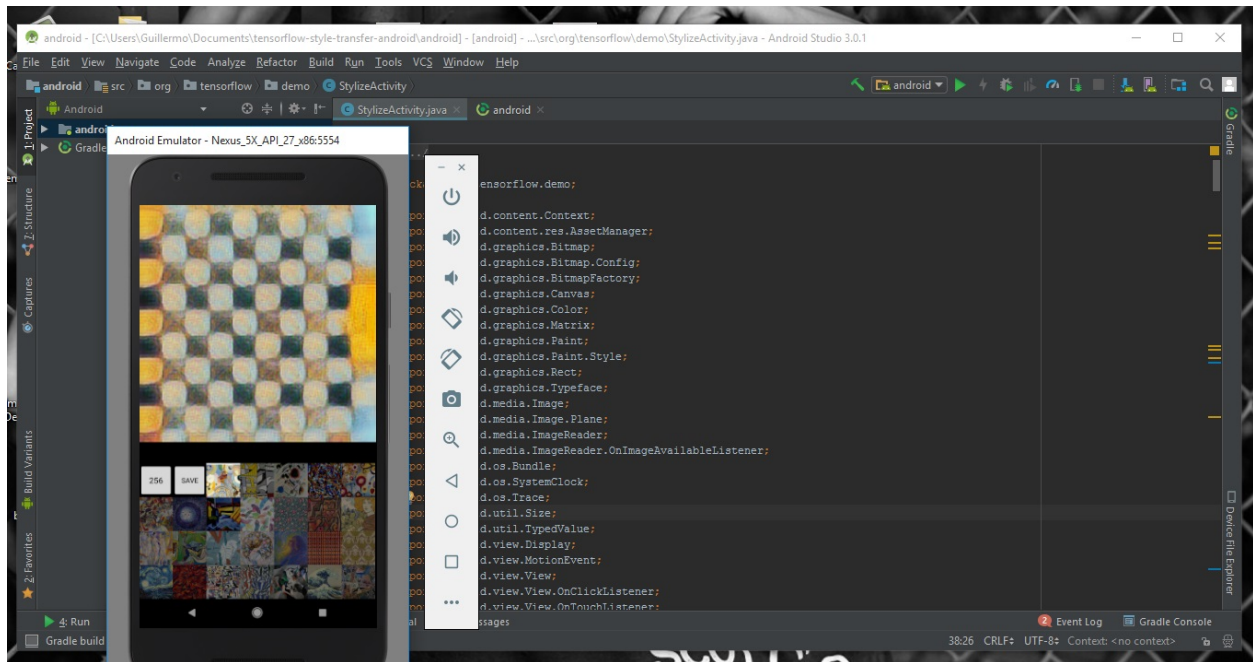 android - [C:\Users\Guillermo\Documents\tensorflow-style-transfer-android\android] - [android] - ...\src\org\tensorflow\demo\StylizeActivity.java - Android Studio 3.0.1
File Edit View Navigate Code Analyze Refactor Build Run Tools VCS Window Help
android src org tensorflow demo StylizeActivity android
Android StylizeActivity.java android
1: Project
android
Gradle
Gradle
Android Emulator - Nexus_5X_API_27_x86:5554
ensorflow.demo;
d.content.Context;
d.content.res.AssetManager;
d.graphics.Bitmap;
d.graphics.Bitmap.Config;
d.graphics.BitmapFactory;
d.graphics.Canvas;
d.graphics.Color;
d.graphics.Matrix;
d.graphics.Paint;
d.graphics.Paint.Style;
d.graphics.Rect;
d.graphics.Typeface;
d.media.Image;
d.media.Image.Plane;
d.media.ImageReader;
d.media.ImageReader.OnImageAvailableListener;
d.os.Bundle;
d.os.SystemClock;
d.os.Trace;
d.util.Size;
d.util.TypedValue;
d.view.Display;
d.view.MotionEvent;
d.view.View;
d.view.View.OnClickListener;
d.view.View.OnTouchListener;
7: Structure
Captures
Build Variants
2: Favorites
256 SAVE
Device File Explorer
4: Run
ssages
Event Log Gradle Console
Gradle build
38:26 CRLF UTF-8 Context: <no context>